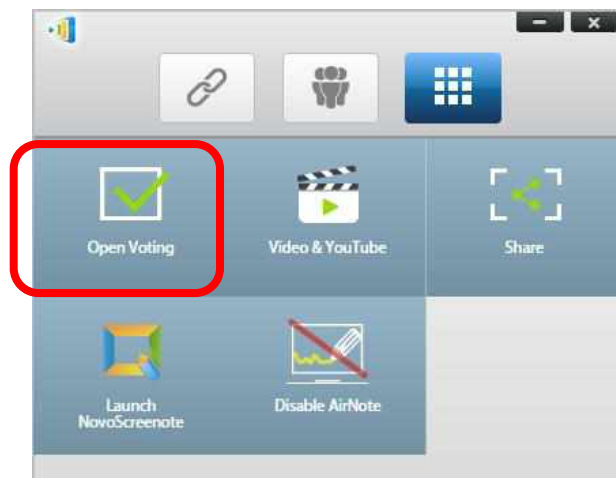 Open Voting
Video & YouTube
Share
Launch
NovoScreenote
Disable AirNote